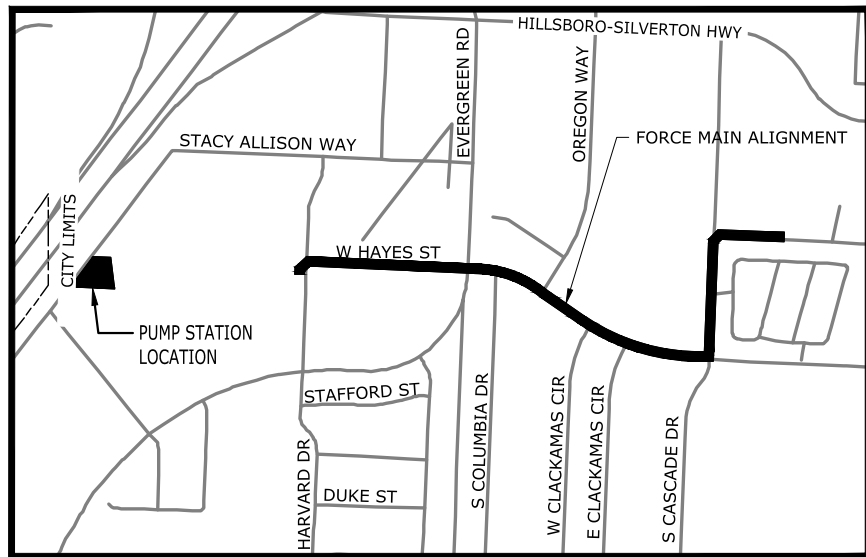 HILLSBORO-SILVERTON HWY
EVERGREEN RD
OREGON WAY
STACY ALLISON WAY
FORCE MAIN ALIGNMENT
CITY LIMITS
W HAYES ST
PUMP STATION
LOCATION
STAFFORD ST
HARVARD DR
DUKE ST
S COLUMBIA DR
W CLACKAMAS CIR
E CLACKAMAS CIR
S CASCADE DR